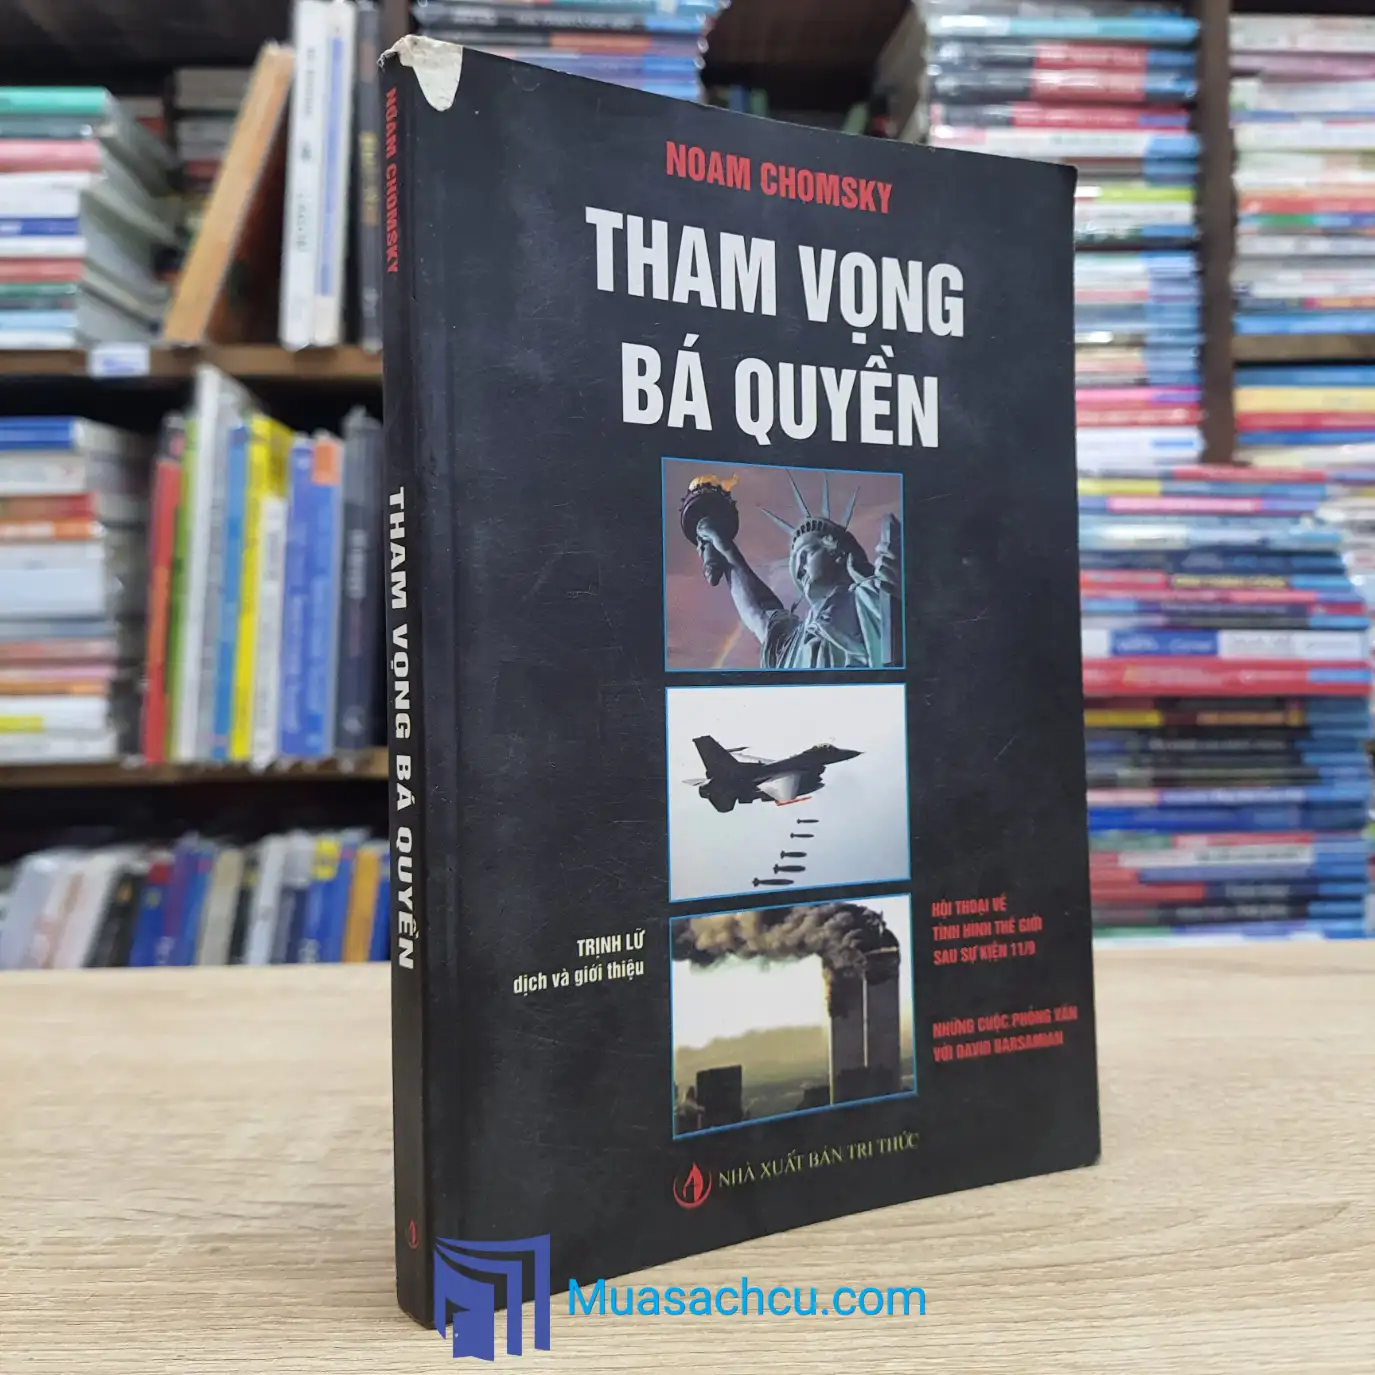 NOAM CHOMSKY
THAM VỌNG
BÁ QUYỀN
TRỊNH LỮ
dịch và giới thiệu
HỘI THOẠI VỀ
TÌNH HÌNH THẾ GIỚI
SAU SỰ KIỆN 11/9
NHỮNG CUỘC PHỎNG VẤN
VỚI DAVID BARSAMIAN
NHÀ XUẤT BẢN TRI THỨC
NOAM CHOMSKY
THAM VỌNG BÁ QUYỀN
Muasachcu.com